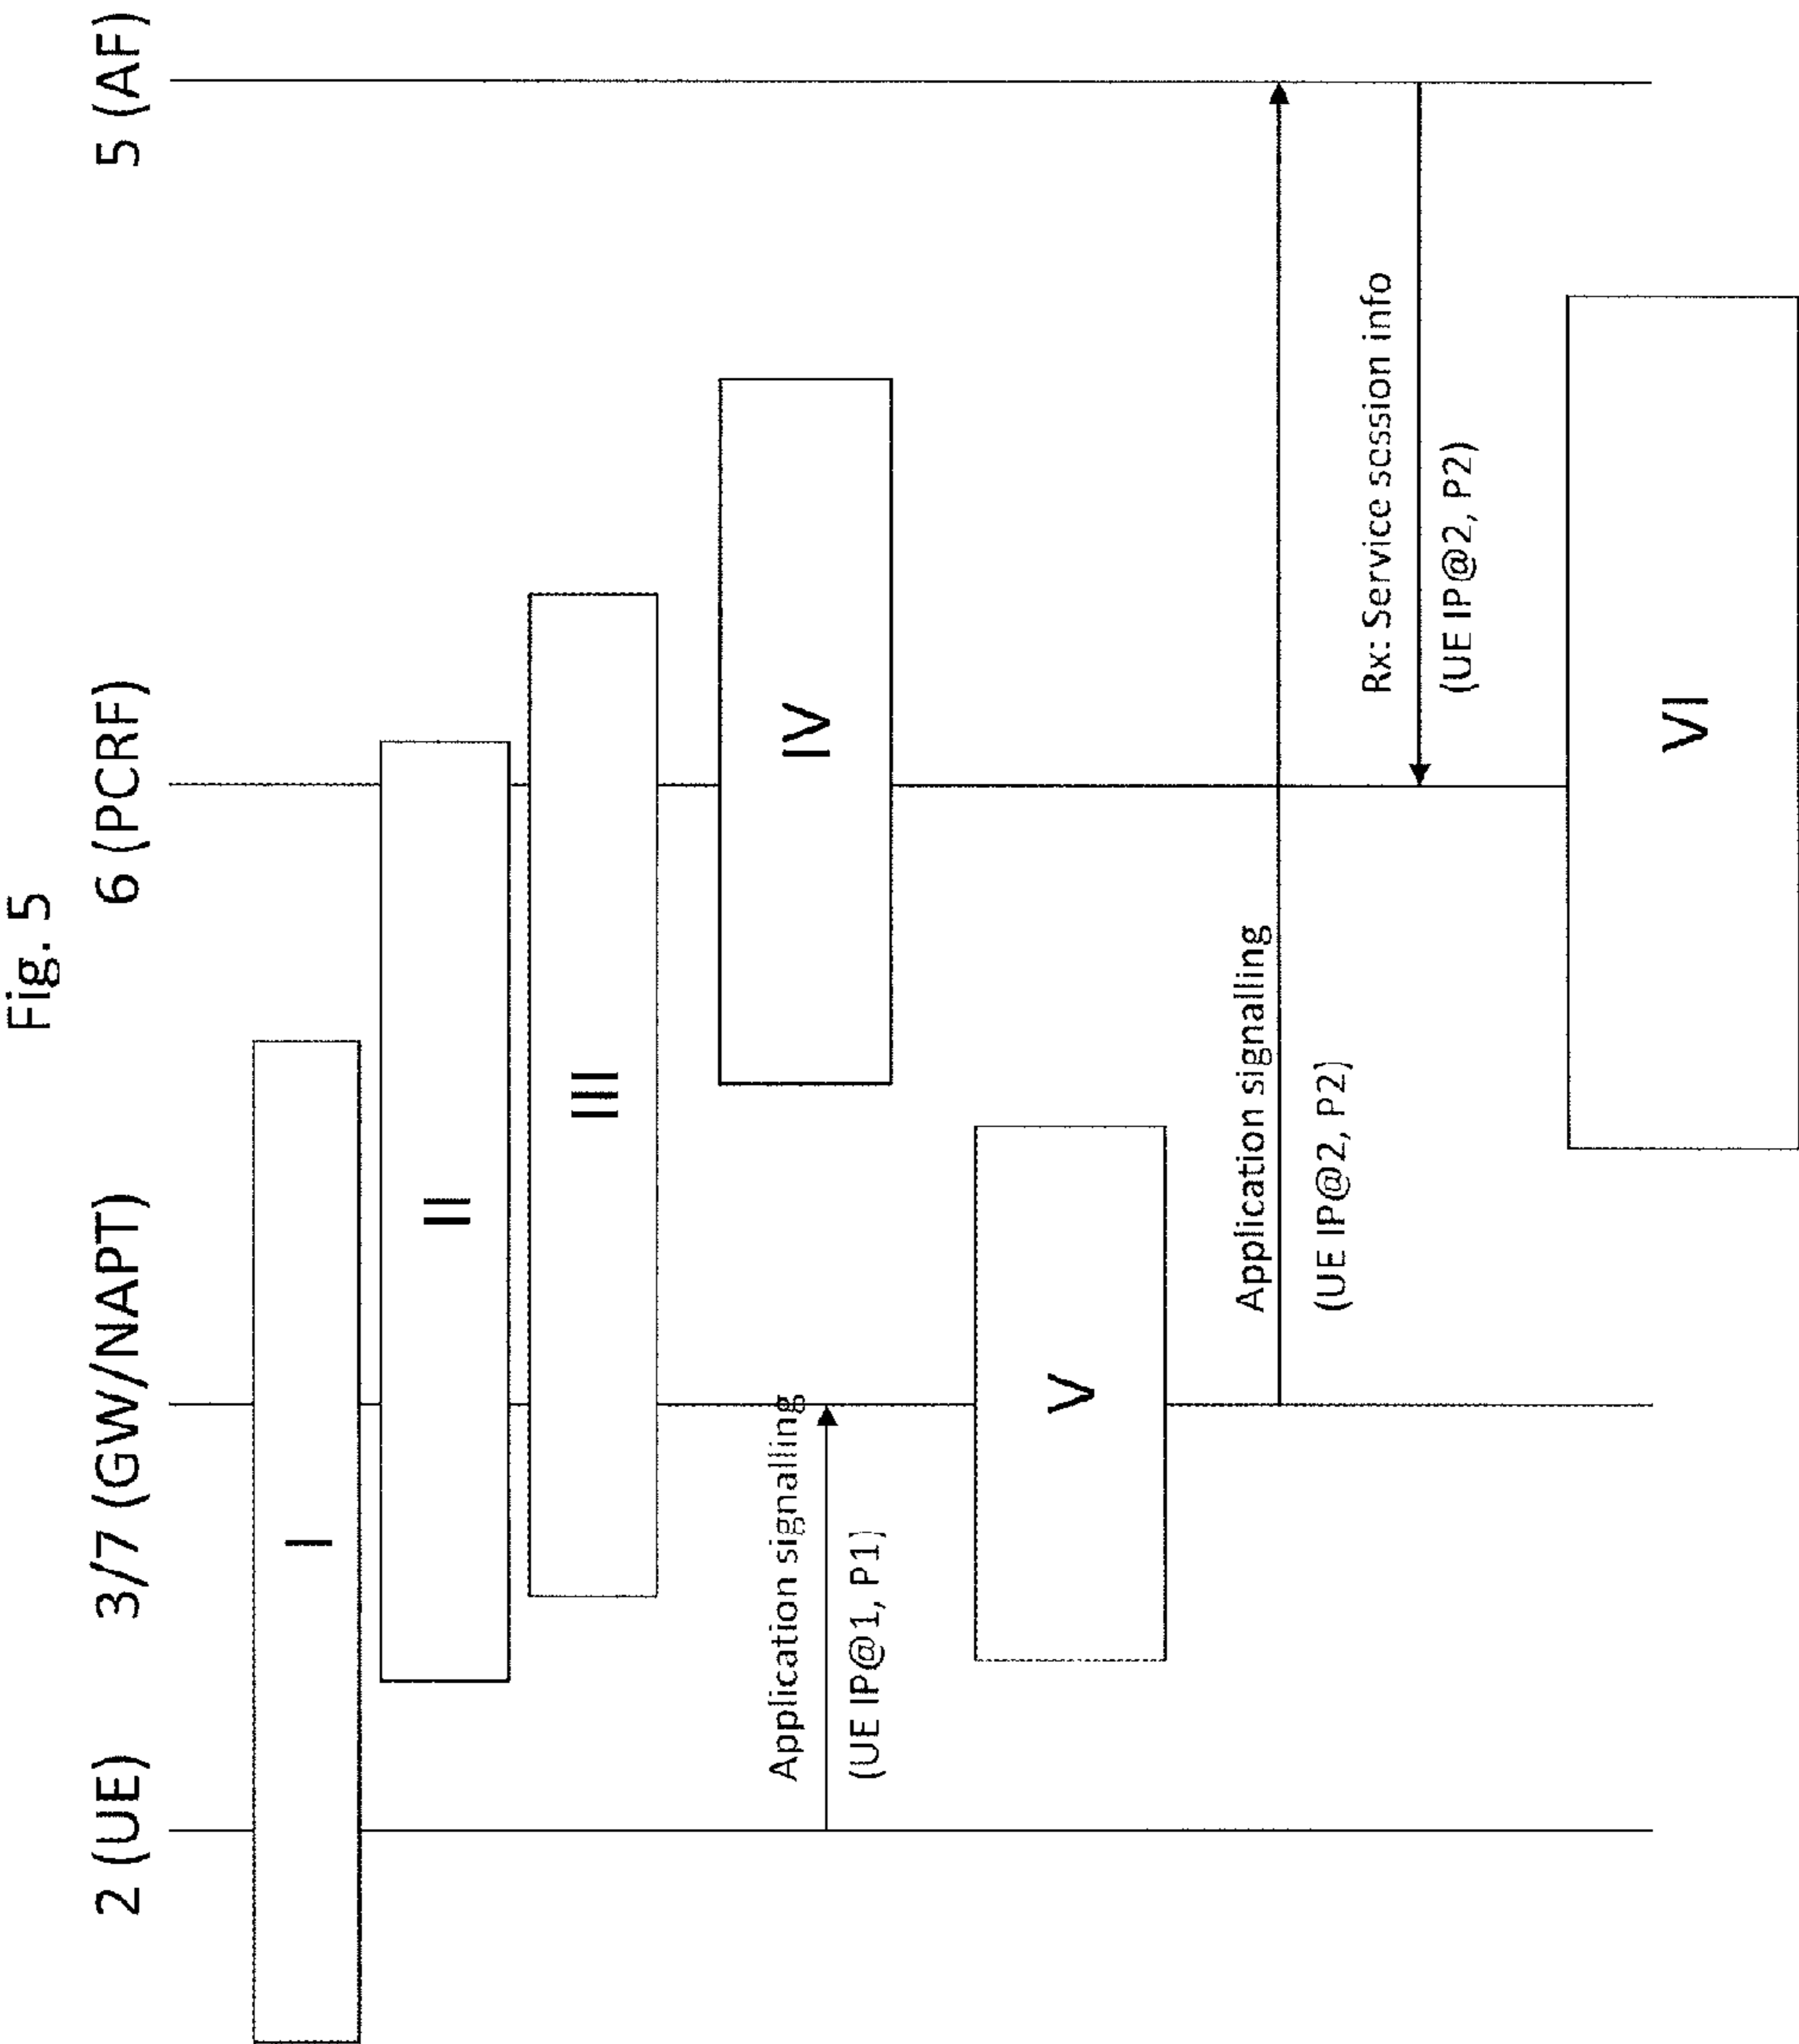 Fig. 5
2 (UE)
3/7 (GW/NAPT)
6 (PCRF)
5 (AF)
I
II
III
IV
Application signalling
(UE IP@1, P1)
V
Application signalling
(UE IP@2, P2)
Rx: Service session info
(UE IP@2, P2)
VI